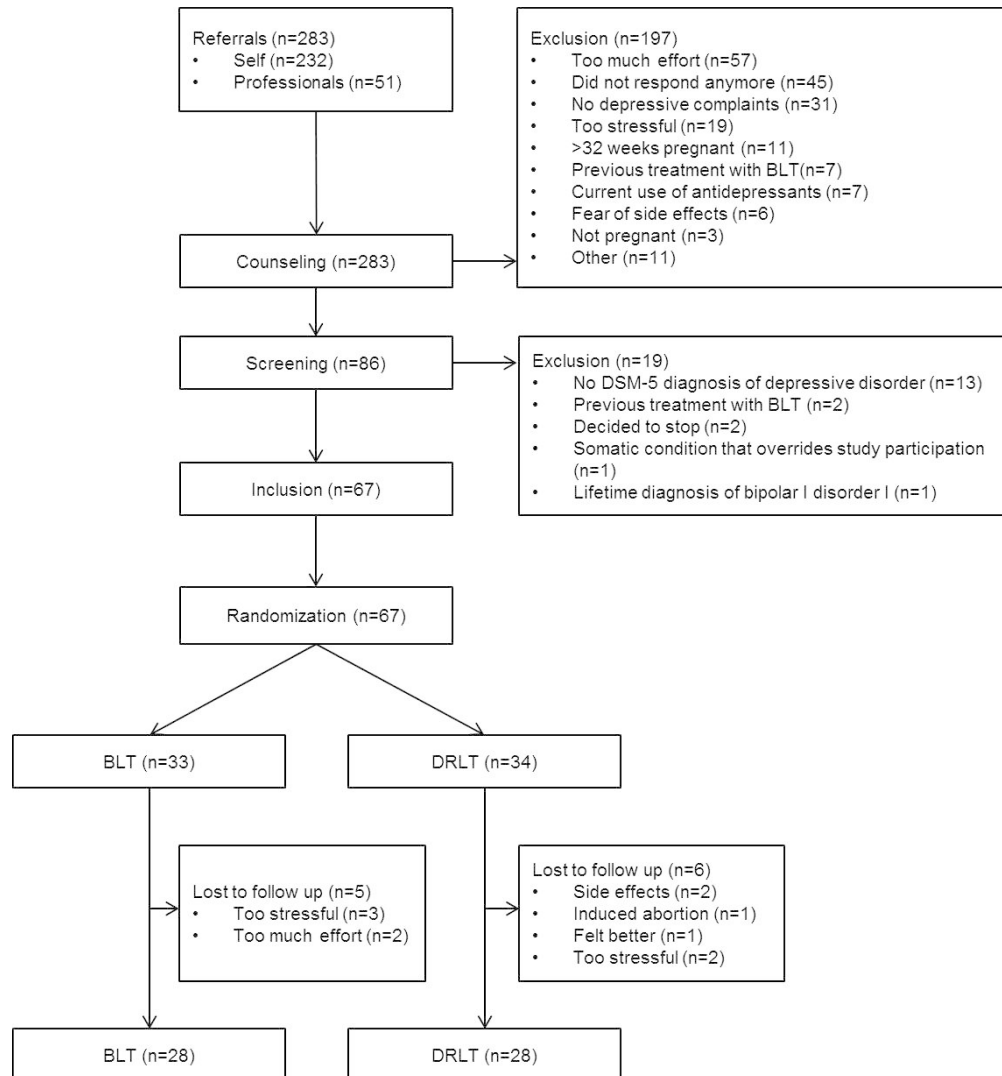 Referrals (n=283)
• Self (n=232)
• Professionals (n=51)
Exclusion (n=197)
• Too much effort (n=57)
• Did not respond anymore (n=45)
• No depressive complaints (n=31)
• Too stressful (n=19)
• >32 weeks pregnant (n=11)
• Previous treatment with BLT(n=7)
• Current use of antidepressants (n=7)
• Fear of side effects (n=6)
• Not pregnant (n=3)
• Other (n=11)
Counseling (n=283)
Screening (n=86)
Exclusion (n=19)
• No DSM-5 diagnosis of depressive disorder (n=13)
• Previous treatment with BLT (n=2)
• Decided to stop (n=2)
• Somatic condition that overrides study participation
(n=1)
• Lifetime diagnosis of bipolar I disorder I (n=1)
Inclusion (n=67)
Randomization (n=67)
BLT (n=33)
DRLT (n=34)
Lost to follow up (n=5)
• Too stressful (n=3)
• Too much effort (n=2)
Lost to follow up (n=6)
• Side effects (n=2)
• Induced abortion (n=1)
• Felt better (n=1)
• Too stressful (n=2)
BLT (n=28)
DRLT (n=28)